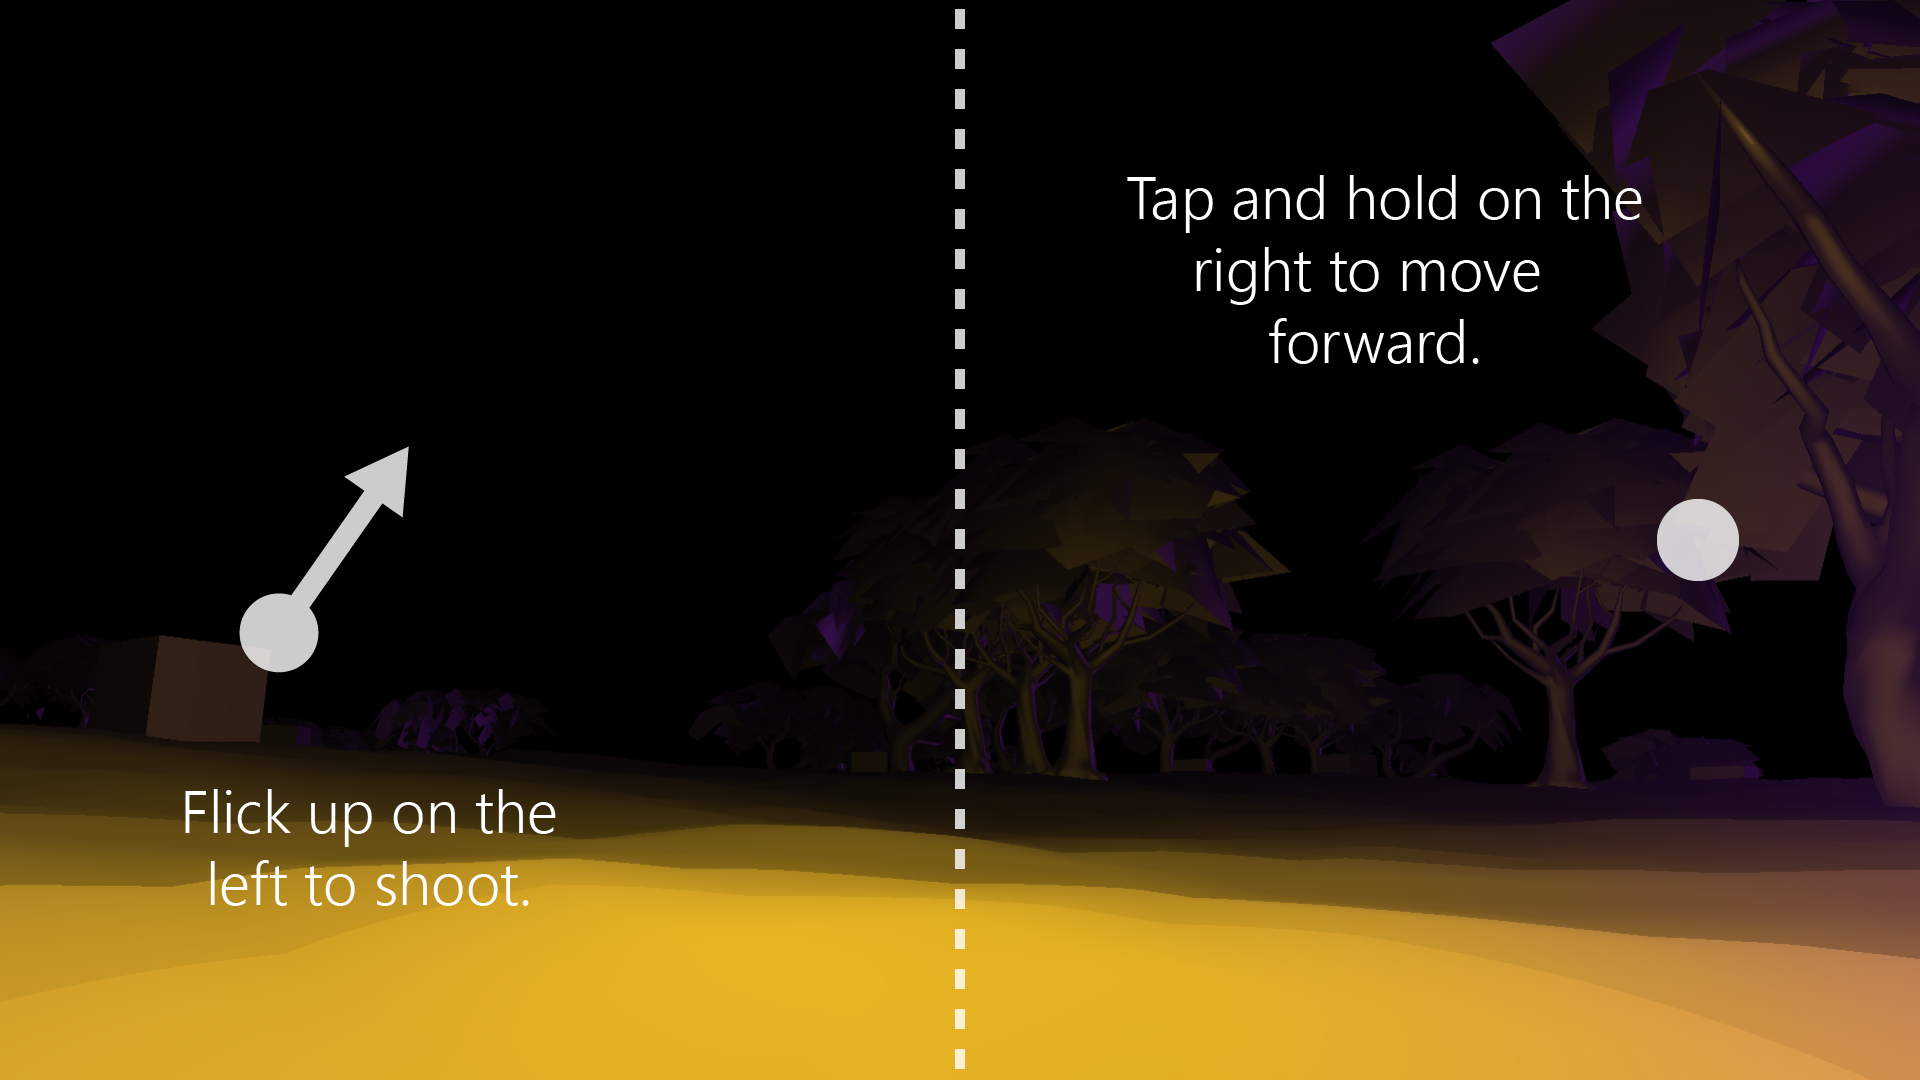 Tap and hold on the
right to move
forward.
Flick up on the
left to shoot.